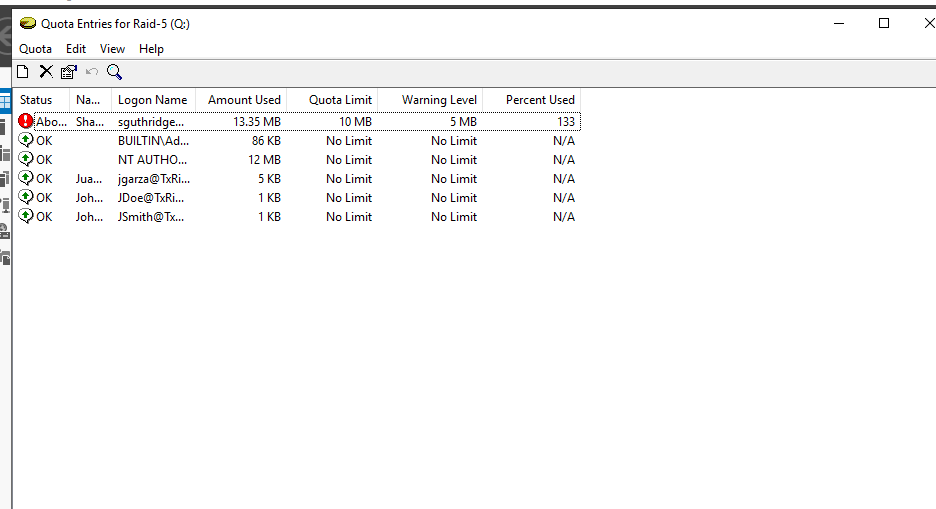 Quota Entries for Raid-5 (Q:)
Quota Edit View Help
Status Na... Logon Name Amount Used Quota Limit Warning Level Percent Used
Abo... Sha... sguthridge... 13.35 MB 10 MB 5 MB 133
OK BUILTIN\Ad... 86 KB No Limit No Limit N/A
OK NT AUTHO... 12 MB No Limit No Limit N/A
OK Jua... jgarza@TxRi... 5 KB No Limit No Limit N/A
OK Joh... JDoe@TxRi... 1 KB No Limit No Limit N/A
OK Joh... JSmith@Tx... 1 KB No Limit No Limit N/A